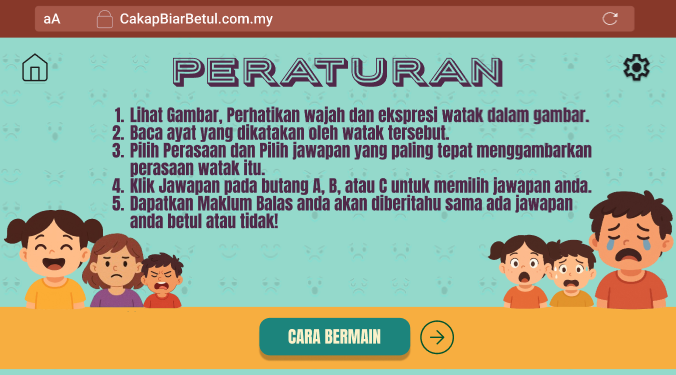 aA CakapBiarBetul.com.my
PERATURAN
1. Lihat Gambar, Perhatikan wajah dan ekspresi watak dalam gambar.
2. Baca ayat yang dikatakan oleh watak tersebut.
3. Pilih Perasaan dan Pilih jawapan yang paling tepat menggambarkan
perasaan watak itu.
4. Klik Jawapan pada butang A, B, atau C untuk memilih jawapan anda.
5. Dapatkan Maklum Balas anda akan diberitahu sama ada jawapan
anda betul atau tidak!
CARA BERMAIN